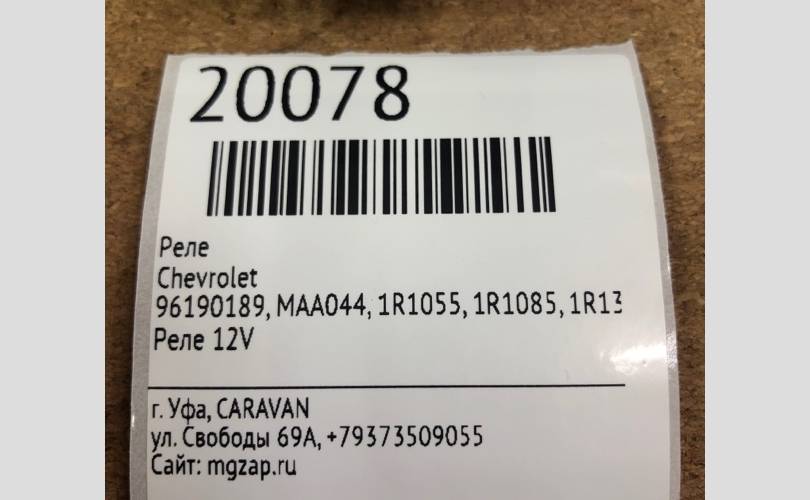 20078
Реле
Chevrolet
96190189, MAA044, 1R1055, 1R1085, 1R13
Реле 12V
г. Уфа, CARAVAN
ул. Свободы 69А, +79373509055
Сайт: mgzap.ru